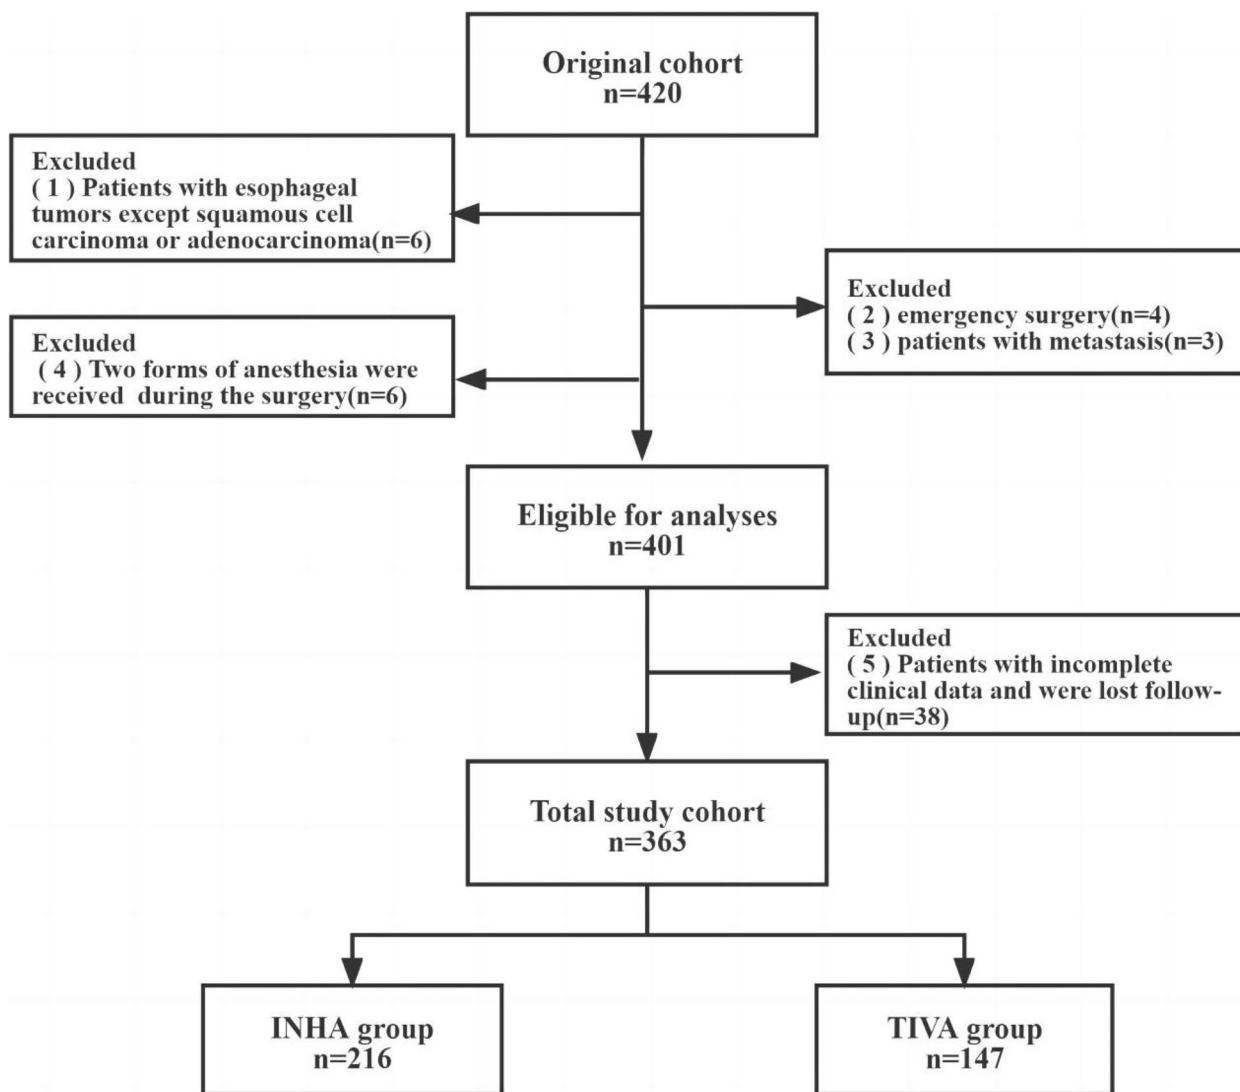 Original cohort
n=420
Excluded
( 1 ) Patients with esophageal
tumors except squamous cell
carcinoma or adenocarcinoma(n=6)
Excluded
( 2 ) emergency surgery(n=4)
( 3 ) patients with metastasis(n=3)
Excluded
( 4 ) Two forms of anesthesia were
received during the surgery(n=6)
Eligible for analyses
n=401
Excluded
( 5 ) Patients with incomplete
clinical data and were lost follow-
up(n=38)
Total study cohort
n=363
INHA group
n=216
TIVA group
n=147